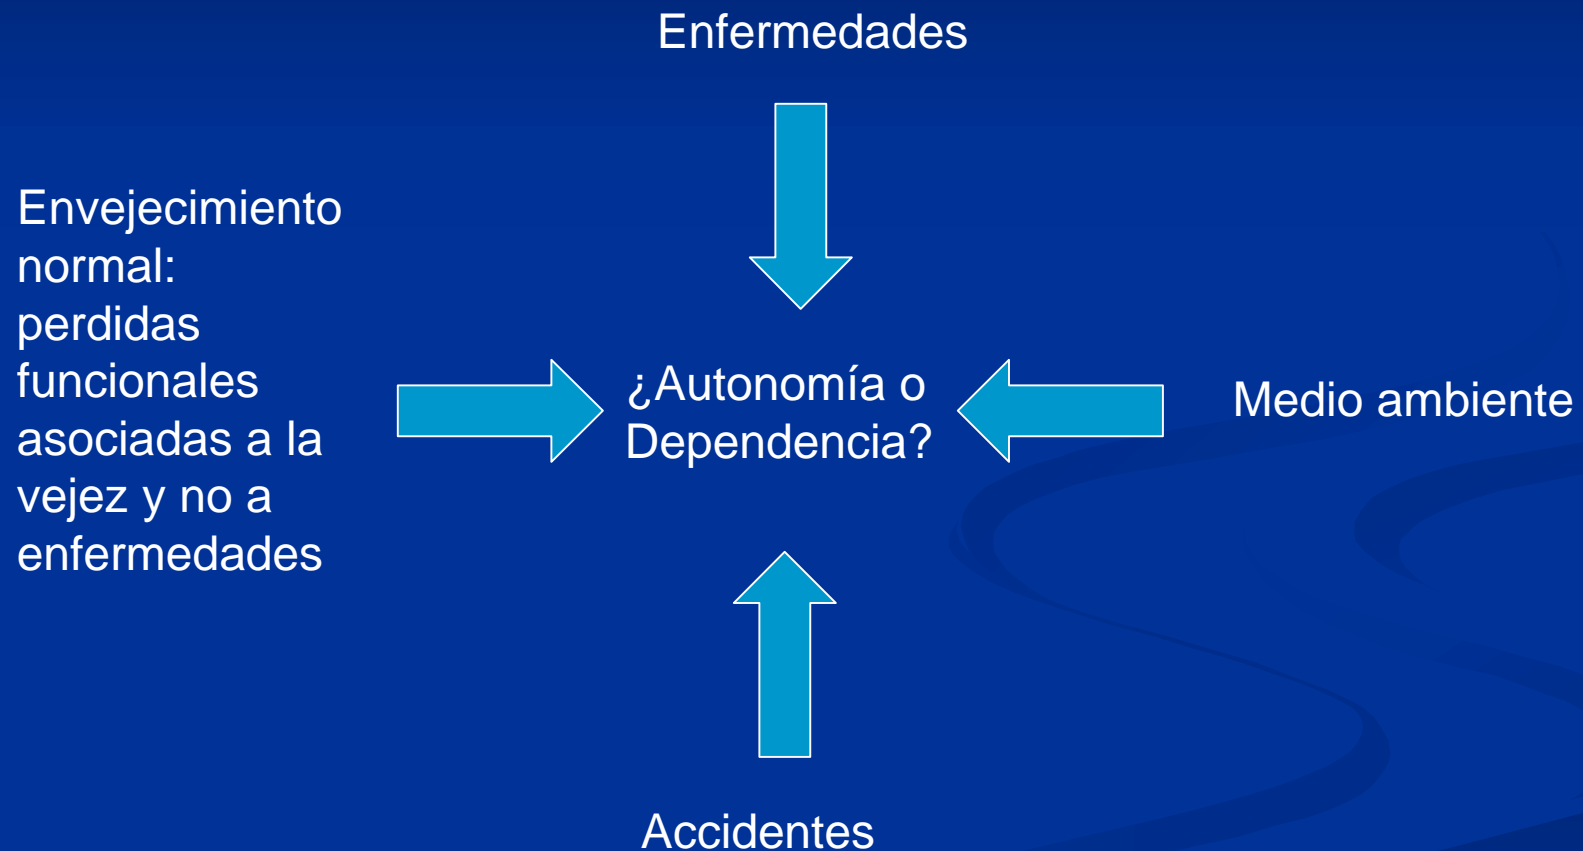 Enfermedades
Envejecimiento
normal:
perdidas
funcionales
asociadas a la
vejez y no a
enfermedades
¿Autonomía o
Dependencia?
Medio ambiente
Accidentes